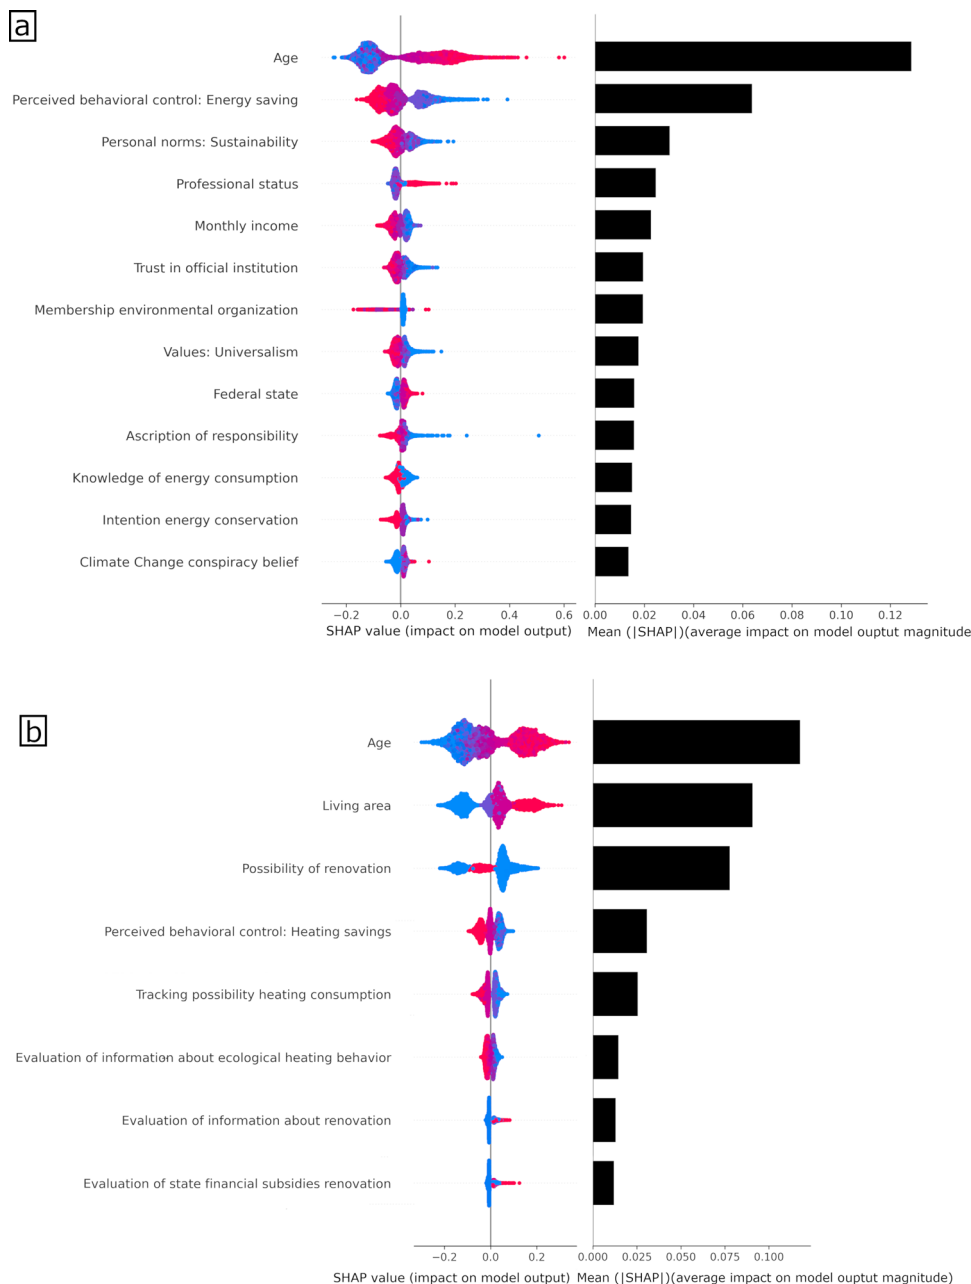 a
Age
Perceived behavioral control: Energy saving
Personal norms: Sustainability
Professional status
Monthly income
Trust in official institution
Membership environmental organization
Values: Universalism
Federal state
Ascription of responsibility
Knowledge of energy consumption
Intention energy conservation
Climate Change conspiracy belief
−0.2 0.0 0.2 0.4 0.6 0.00 0.02 0.04 0.06 0.08 0.10 0.12
SHAP value (impact on model output) Mean (|SHAP|)(average impact on model ouptut magnitude
b
Age
Living area
Possibility of renovation
Perceived behavioral control: Heating savings
Tracking possibility heating consumption
Evaluation of information about ecological heating behavior
Evaluation of information about renovation
Evaluation of state financial subsidies renovation
−0.2 0.0 0.2 0.000 0.025 0.050 0.075 0.100
SHAP value (impact on model output) Mean (|SHAP|)(average impact on model ouptut magnitude)